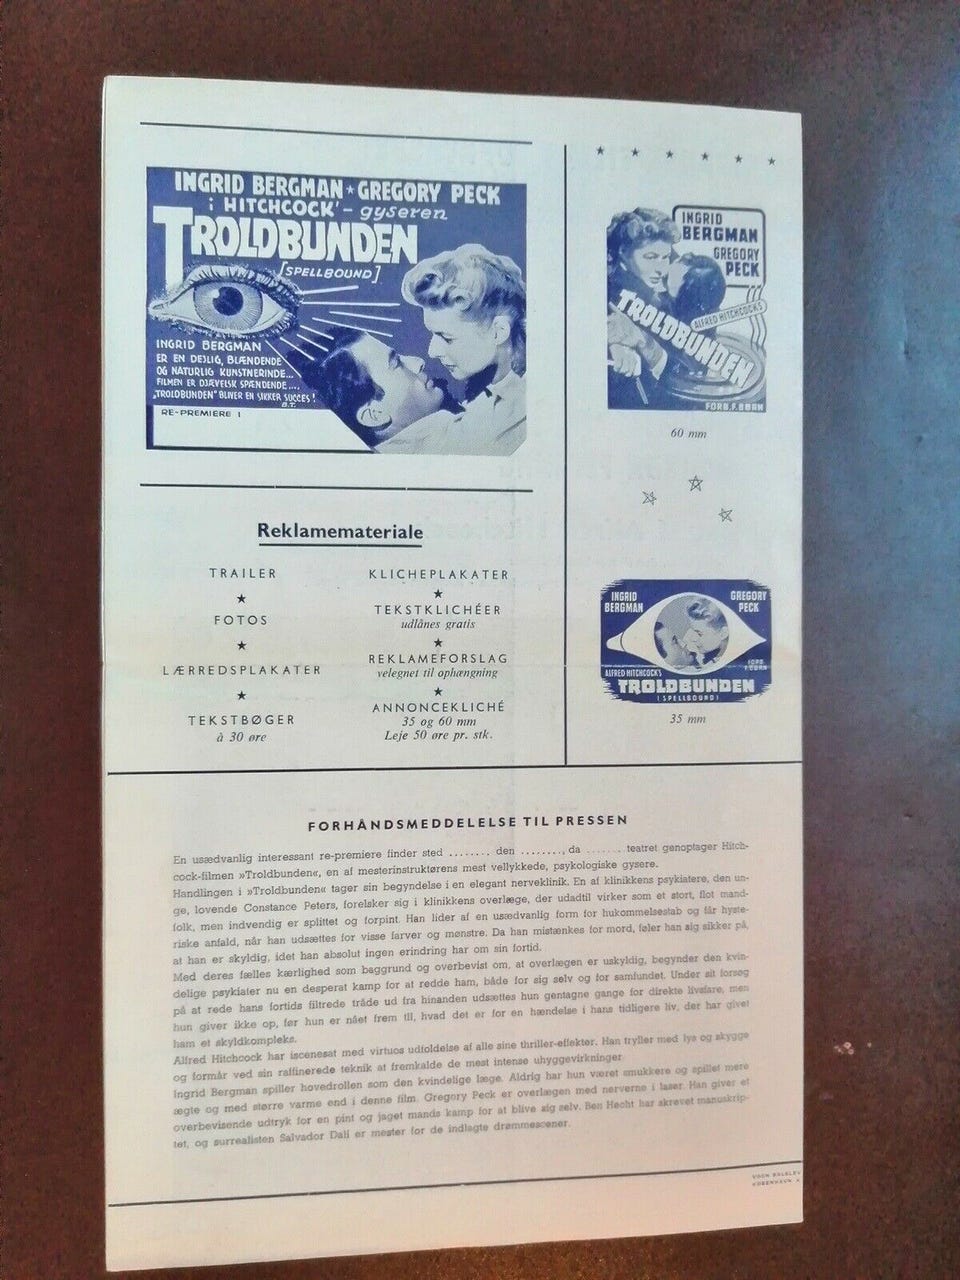 INGRID BERGMAN ★ GREGORY PECK
i HITCHCOCK' - gyseren
TROLDBUNDEN
[SPELLBOUND]
INGRID BERGMAN
ER EN DEJLIG, BLÆNDENDE
OG NATURLIG KUNSTNERINDE...
FILMEN ER DJÆVELSK SPÆNDENDE....
„TROLDBUNDEN" BLIVER EN SIKKER SUCCES!
B.T.
RE-PREMIERE I
INGRID
BERGMAN
GREGORY
PECK
ALFRED HITCHCOCK'S
TROLDBUNDEN
FORB. F. BØRN
60 mm
INGRID
BERGMAN
GREGORY
PECK
FORB.
F. BØRN
ALFRED HITCHCOCK'S
TROLDBUNDEN
(SPELLBOUND)
35 mm
Reklamemateriale
TRAILER
★
FOTOS
★
LÆRREDSPLAKATER
★
TEKSTBØGER
à 30 øre
KLICHEPLAKATER
★
TEKSTKLICHÉER
udlånes gratis
★
REKLAMEFORSLAG
velegnet til ophængning
★
ANNONCEKLICHÉ
35 og 60 mm
Leje 50 øre pr. stk.
FORHÅNDSMEDDELELSE TIL PRESSEN
En usædvanlig interessant re-premiere finder sted ......., den ........, da ....... teatret genoptager Hitch-
cock-filmen »Troldbunden«, en af mesterinstruktørens mest vellykkede, psykologiske gysere.
Handlingen i »Troldbunden« tager sin begyndelse i en elegant nerveklinik. En af klinikkens psykiatere, den un-
ge, lovende Constance Peters, forelsker sig i klinikkens overlæge, der udadtil virker som et stort, flot mand-
folk, men indvendig er splittet og forpint. Han lider af en usædvanlig form for hukommelsestab og får hyste-
riske anfald, når han udsættes for visse farver og mønstre. Da han mistænkes for mord, føler han sig sikker på,
at han er skyldig, idet han absolut ingen erindring har om sin fortid.
Med deres fælles kærlighed som baggrund og overbevist om, at overlægen er uskyldig, begynder den kvin-
delige psykiater nu en desperat kamp for at redde ham, både for sig selv og for samfundet. Under sit forsøg
på at rede hans fortids filtrede tråde ud fra hinanden udsættes hun gentagne gange for direkte livsfare, men
hun giver ikke op, før hun er nået frem til, hvad det er for en hændelse i hans tidligere liv, der har givet
ham et skyldkompleks.
Alfred Hitchcock har iscenesat med virtuos udfoldelse af alle sine thriller-effekter. Han tryller med lys og skygge
og formår ved sin raffinerede teknik at fremkalde de mest intense uhyggevirkninger
Ingrid Bergman spiller hovedrollen som den kvindelige læge. Aldrig har hun været smukkere og spillet mere
ægte og med større varme end i denne film. Gregory Peck er overlægen med nerverne i laser. Han giver et
overbevisende udtryk for en pint og jaget mands kamp for at blive sig selv. Ben Hecht har skrevet manuskrip-
tet, og surrealisten Salvador Dali er mester for de indlagte drømmescener.
KØBENHAVN K